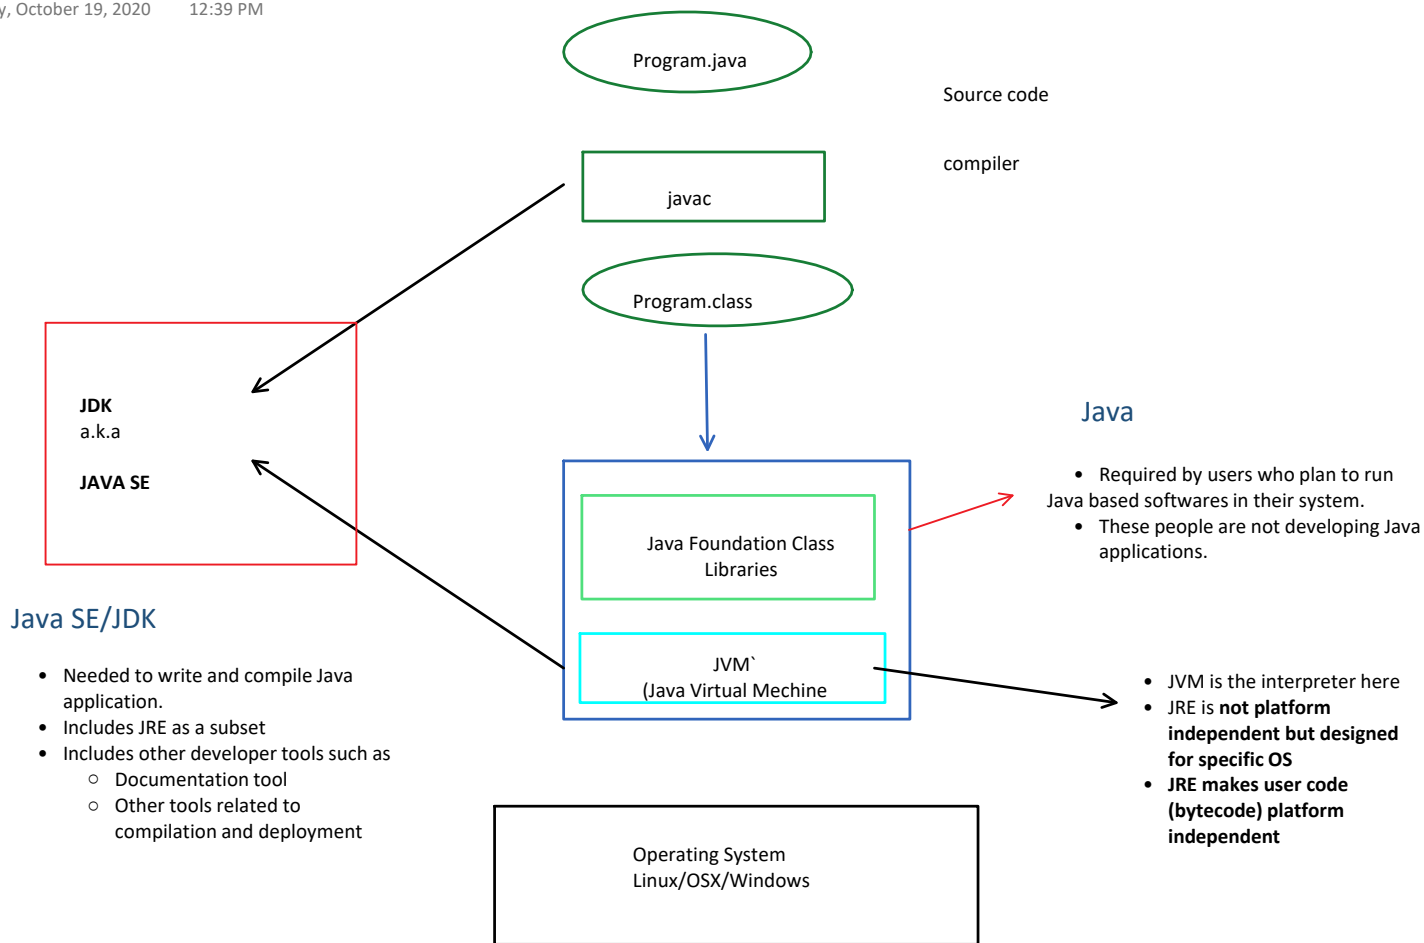 October 19, 2020 12:39 PM
Program.java
Source code
compiler
javac
Program.class
JDK
a.k.a
JAVA SE
Java
• Required by users who plan to run
Java based softwares in their system.
• These people are not developing Java
applications.
Java Foundation Class
Libraries
Java SE/JDK
• Needed to write and compile Java
application.
• Includes JRE as a subset
• Includes other developer tools such as
○ Documentation tool
○ Other tools related to
compilation and deployment
JVM`
(Java Virtual Mechine
• JVM is the interpreter here
• JRE is not platform
independent but designed
for specific OS
• JRE makes user code
(bytecode) platform
independent
Operating System
Linux/OSX/Windows